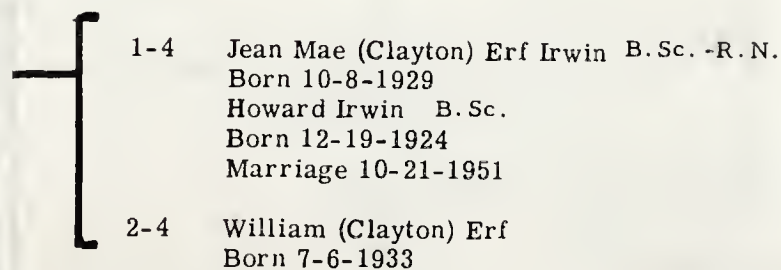 1-4 Jean Mae (Clayton) Erf Irwin B.Sc.-R.N.
Born 10-8-1929
Howard Irwin B.Sc.
Born 12-19-1924
Marriage 10-21-1951
2-4 William (Clayton) Erf
Born 7-6-1933